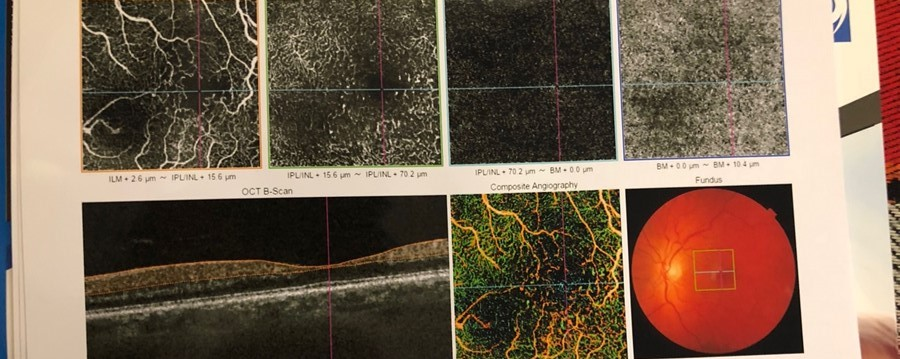 ILM + 2.6 µm ~ IPL/INL + 15.6 µm
IPL/INL + 15.6 µm ~ IPL/INL + 70.2 µm
IPL/INL + 70.2 µm ~ BM + 0.0 µm
BM + 0.0 µm ~ BM + 10.4 µm
OCT B-Scan
Composite Angiography
Fundus